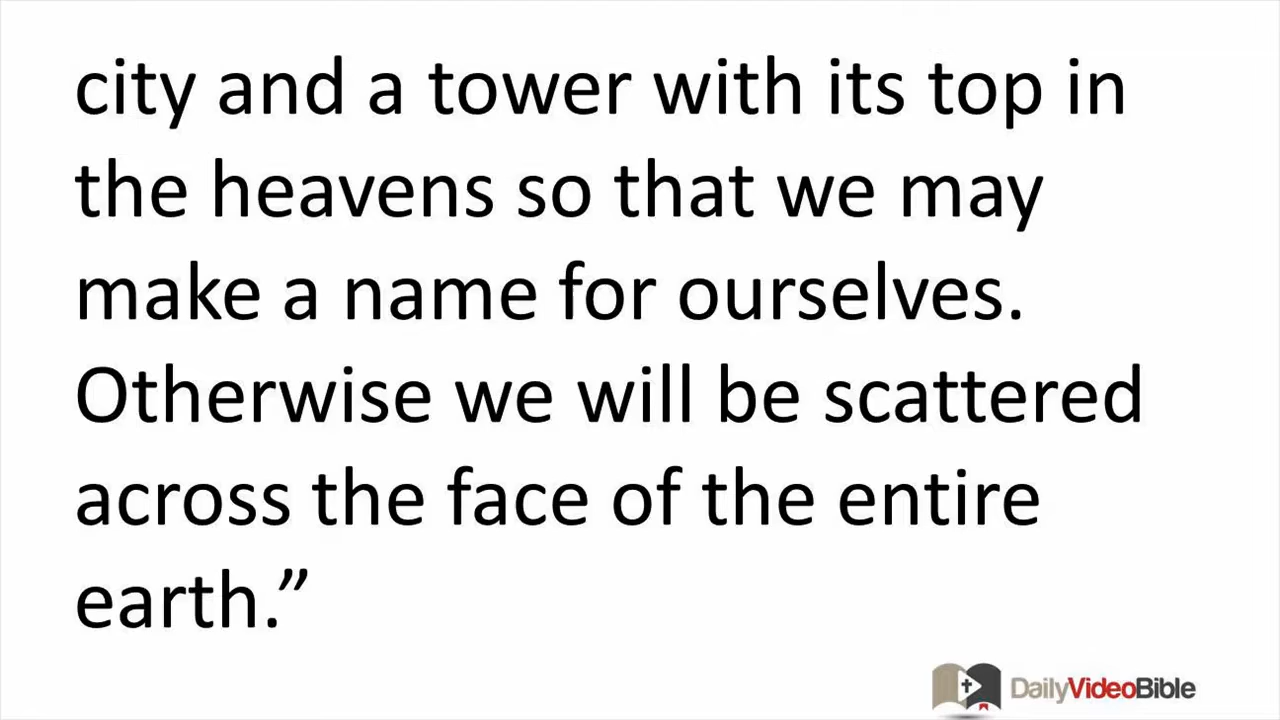 city and a tower with its top in
the heavens so that we may
make a name for ourselves.
Otherwise we will be scattered
across the face of the entire
earth.”
DailyVideoBible